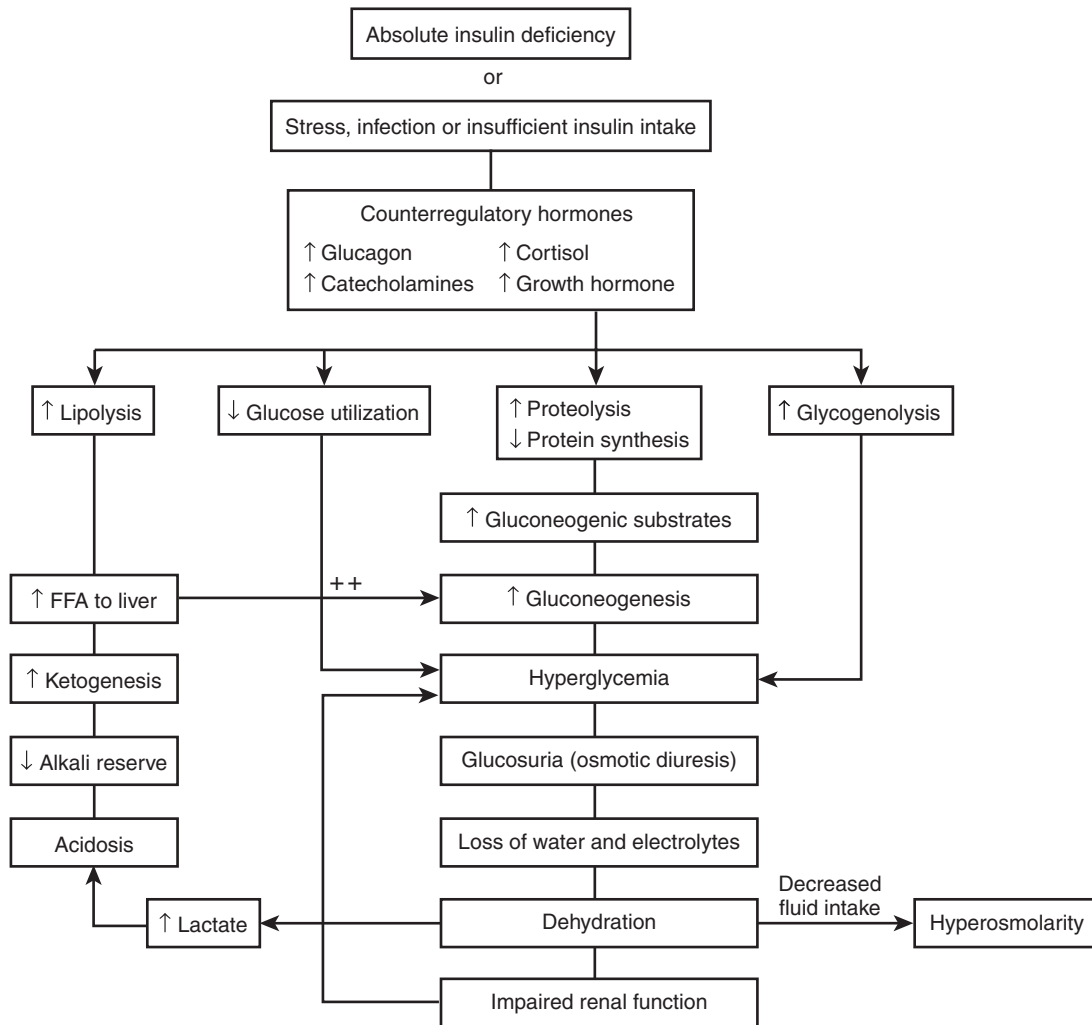 Absolute insulin deficiency
or
Stress, infection or insufficient insulin intake
Counterregulatory hormones
↑ Glucagon ↑ Cortisol
↑ Catecholamines ↑ Growth hormone
↑ Lipolysis
↓ Glucose utilization
↑ Proteolysis
↓ Protein synthesis
↑ Glycogenolysis
↑ Gluconeogenic substrates
↑ FFA to liver
++
↑ Gluconeogenesis
↑ Ketogenesis
Hyperglycemia
↓ Alkali reserve
Glucosuria (osmotic diuresis)
Acidosis
Loss of water and electrolytes
↑ Lactate
Dehydration
Decreased
fluid intake
Hyperosmolarity
Impaired renal function